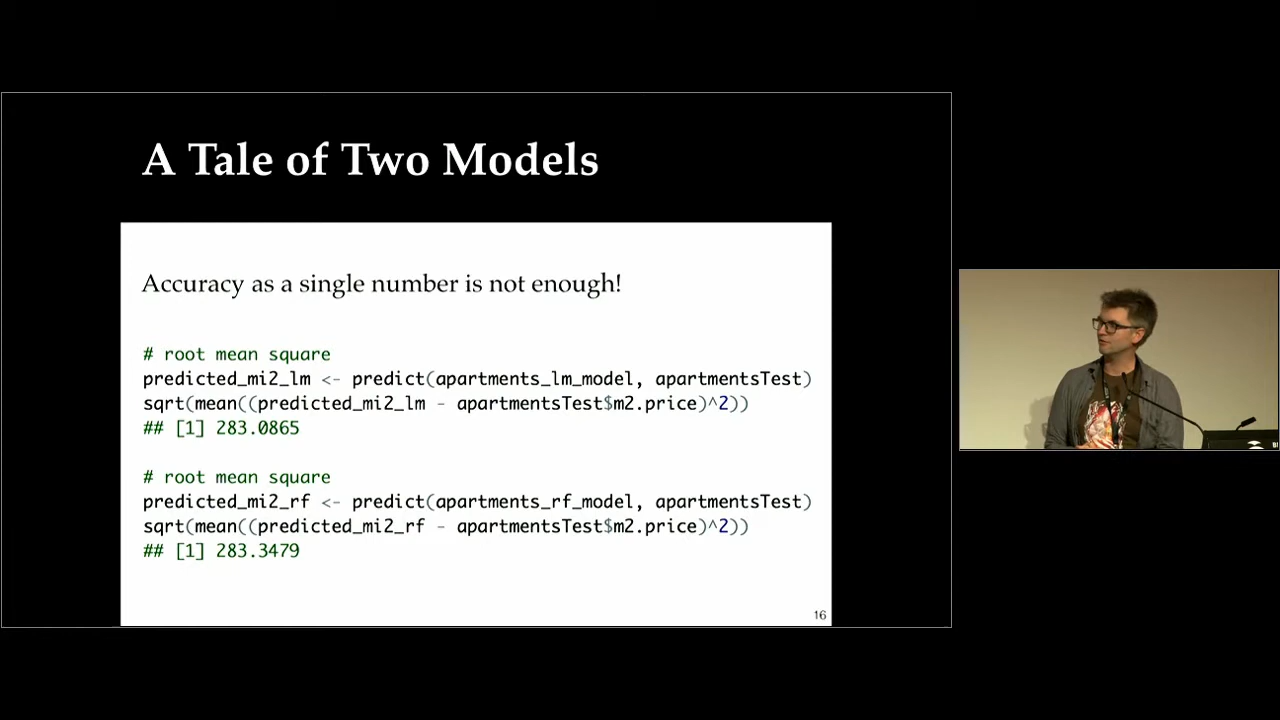 A Tale of Two Models
Accuracy as a single number is not enough!
# root mean square
predicted_mi2_lm <- predict(apartments_lm_model, apartmentsTest)
sqrt(mean((predicted_mi2_lm - apartmentsTest$m2.price)^2))
## [1] 283.0865
# root mean square
predicted_mi2_rf <- predict(apartments_rf_model, apartmentsTest)
sqrt(mean((predicted_mi2_rf - apartmentsTest$m2.price)^2))
## [1] 283.3479
16